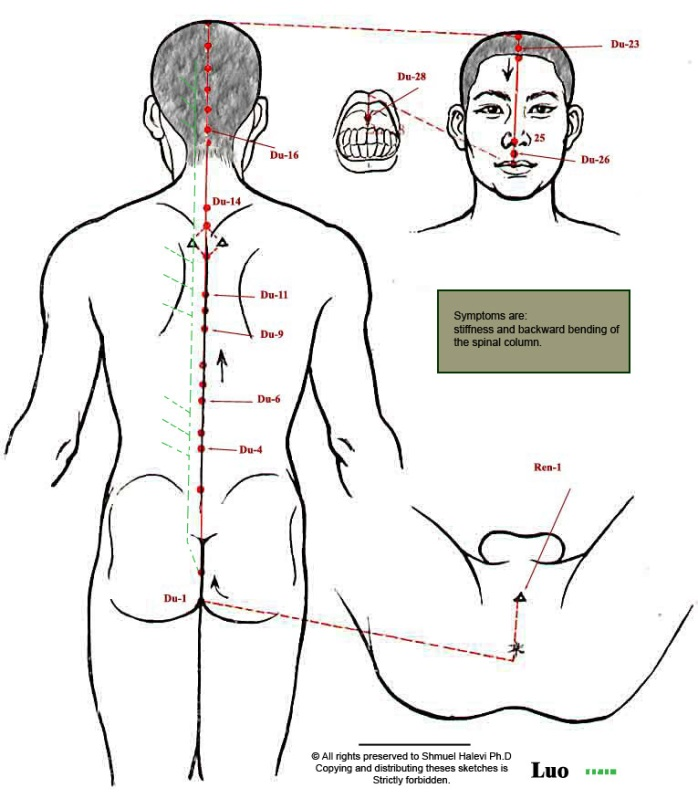 Du-23
Du-28
25
Du-16
Du-26
Du-14
Du-11
Symptoms are:
stiffness and backward bending of
the spinal column.
Du-9
Du-6
Du-4
Ren-1
Du-1
© All rights preserved to Shmuel Halevi Ph.D
Copying and distributing theses sketches is
Strictly forbidden.
Luo